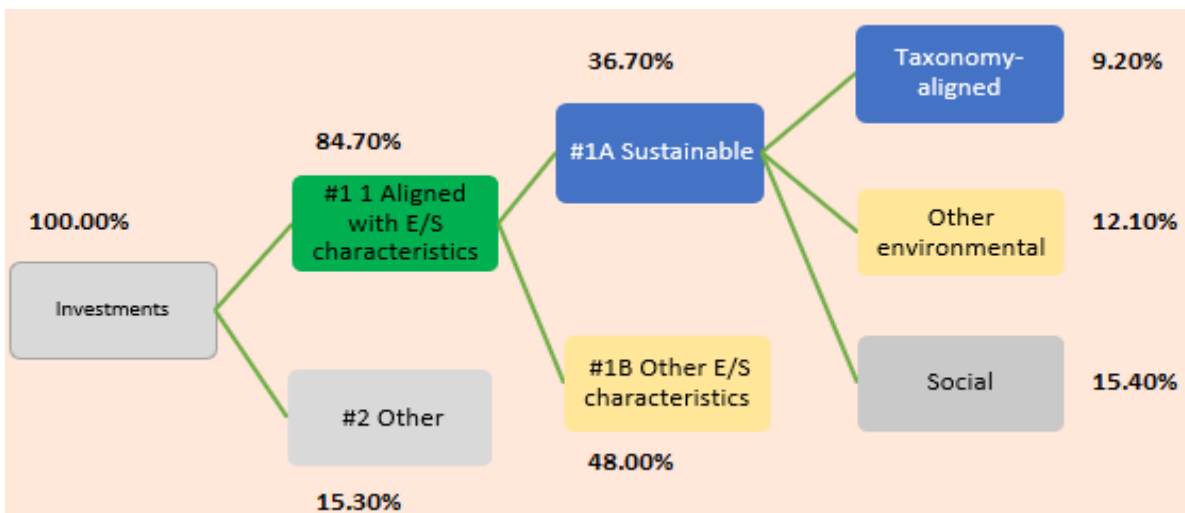 100.00%
Investments
84.70%
#1 1 Aligned
with E/S
characteristics
#2 Other
15.30%
36.70%
#1A Sustainable
#1B Other E/S
characteristics
48.00%
Taxonomy-
aligned
9.20%
Other
environmental
12.10%
Social
15.40%